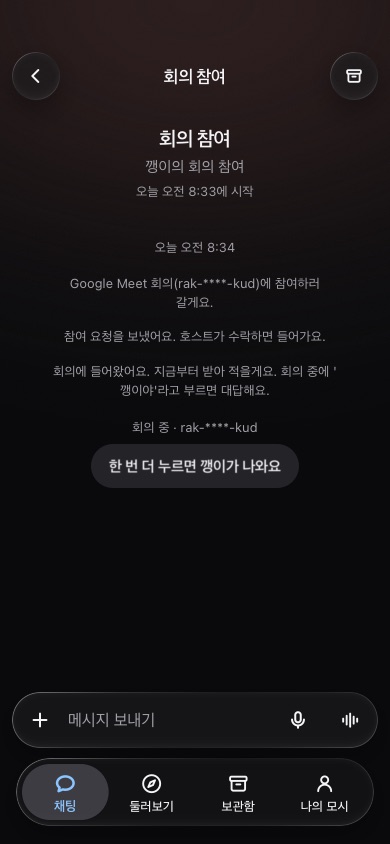 회의 참여
회의 참여
깽이의 회의 참여
오늘 오전 8:33에 시작
오늘 오전 8:34
Google Meet 회의(rak-****-kud)에 참여하러
갈게요.
참여 요청을 보냈어요. 호스트가 수락하면 들어가요.
회의에 들어왔어요. 지금부터 받아 적을게요. 회의 중에 '
깽이야'라고 부르면 대답해요.
회의 중 · rak-****-kud
한 번 더 누르면 깽이가 나와요
메시지 보내기
채팅
둘러보기
보관함
나의 모시